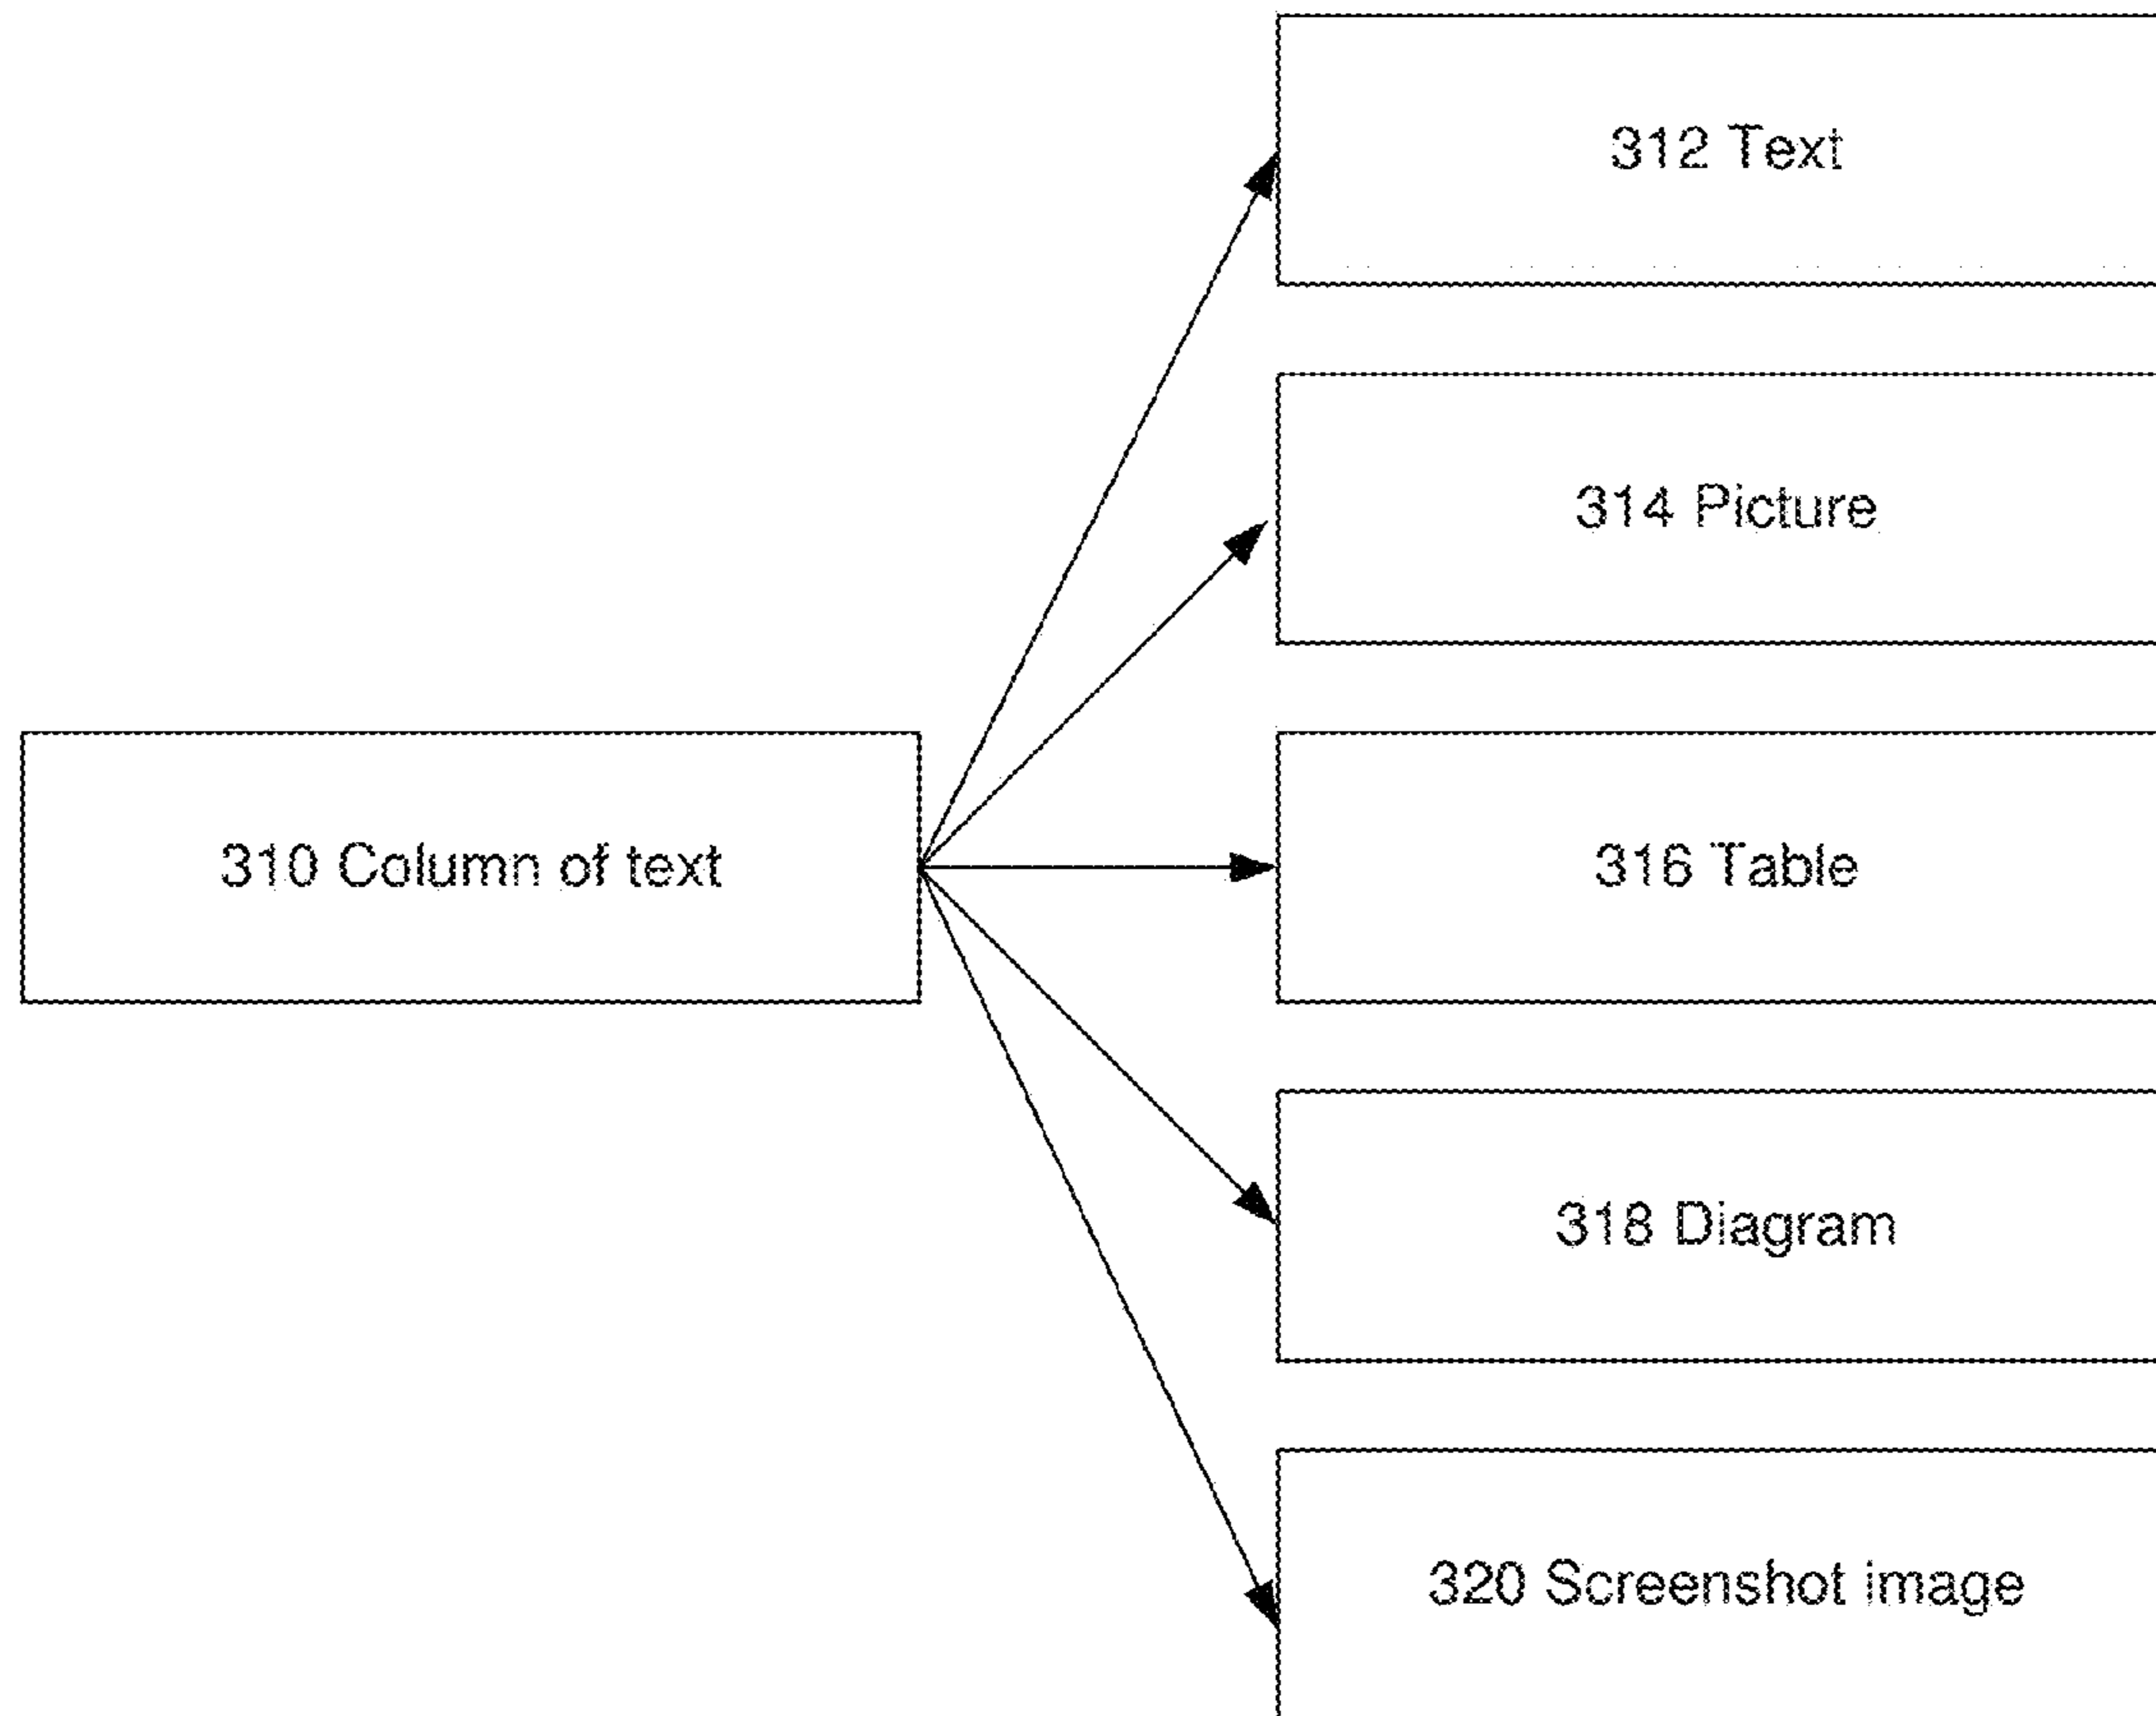 312 Text
314 Picture
310 Column of text
316 Table
318 Diagram
320 Screenshot image